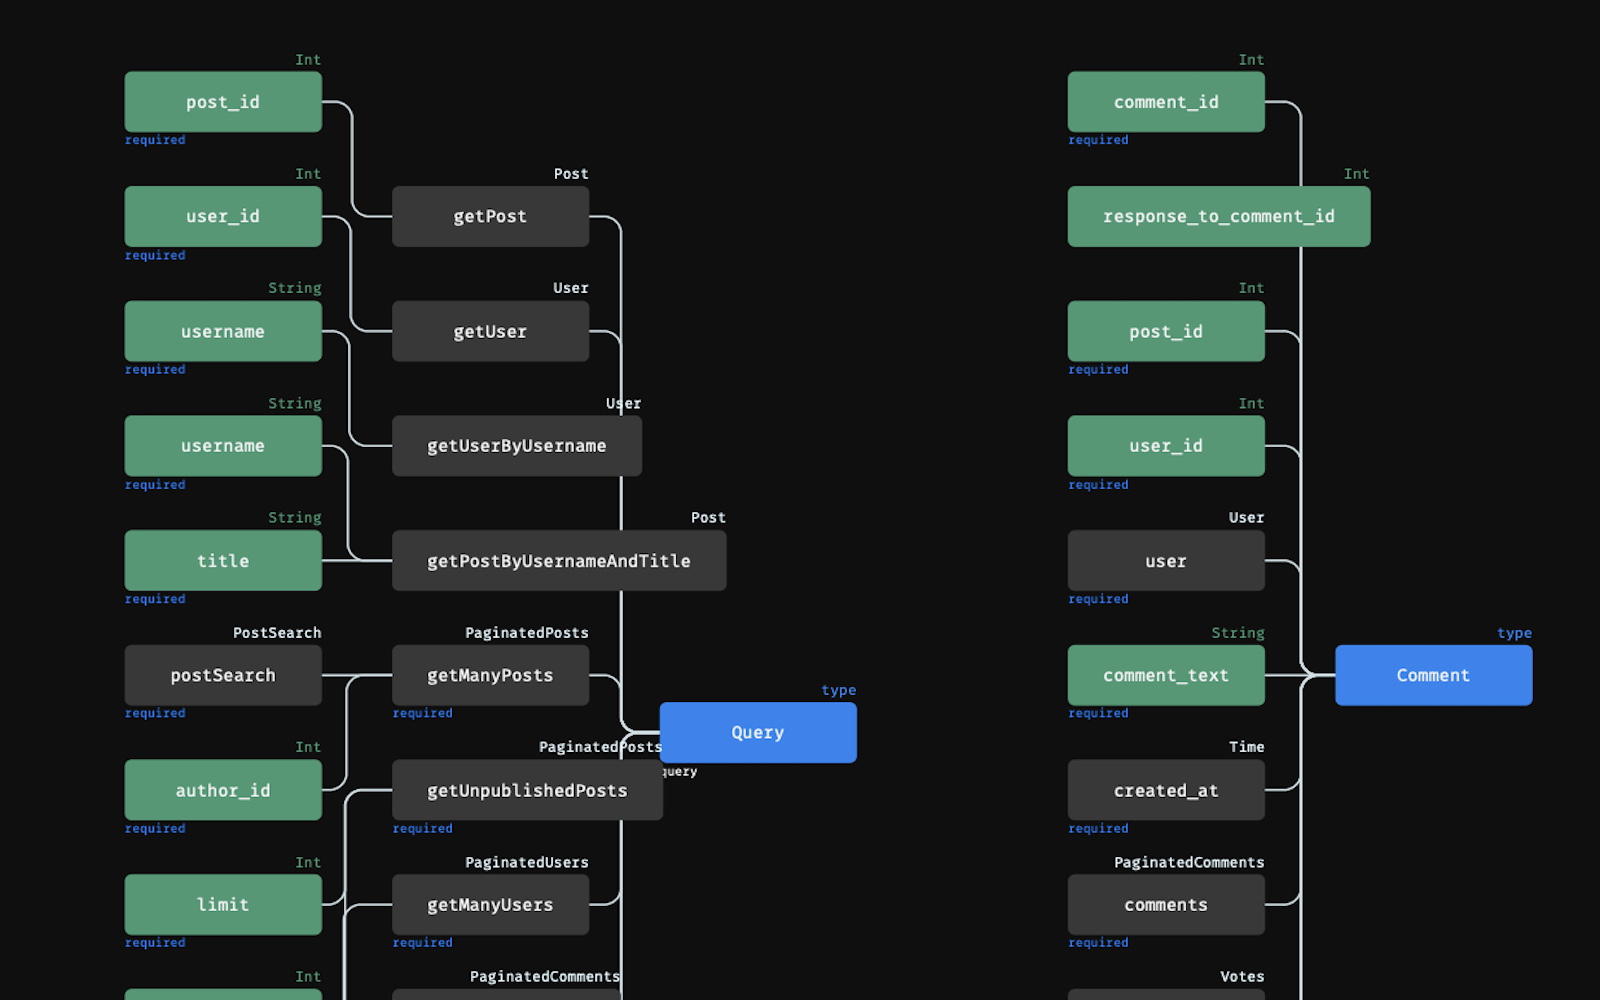 Int
post_id
required
Int
user_id
required
String
username
required
String
username
required
String
title
required
PostSearch
postSearch
required
Int
author_id
required
Int
limit
required
Int
Post
getPost
User
getUser
User
getUserByUsername
Post
getPostByUsernameAndTitle
PaginatedPosts
getManyPosts
required
PaginatedPosts
getUnpublishedPosts
required
PaginatedUsers
getManyUsers
required
PaginatedComments
type
Query
query
Int
comment_id
required
Int
response_to_comment_id
Int
post_id
required
Int
user_id
required
User
user
required
String
comment_text
required
Time
created_at
required
PaginatedComments
comments
required
Votes
type
Comment